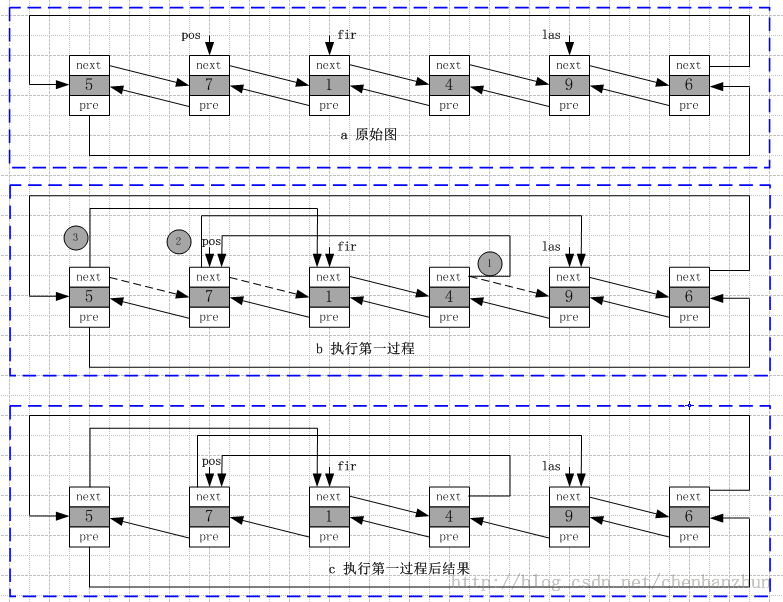 pos fir las
next next next next next next
5 7 1 4 9 6
pre pre pre pre pre pre
a 原始图
3 2 pos fir 1 las
next next next next next next
5 7 1 4 9 6
pre pre pre pre pre pre
b 执行第一过程
pos fir las
next next next next next next
5 7 1 4 9 6
pre pre pre pre pre pre
c 执行第一过程后结果
http://blog.csdn.net/chenhanzhun